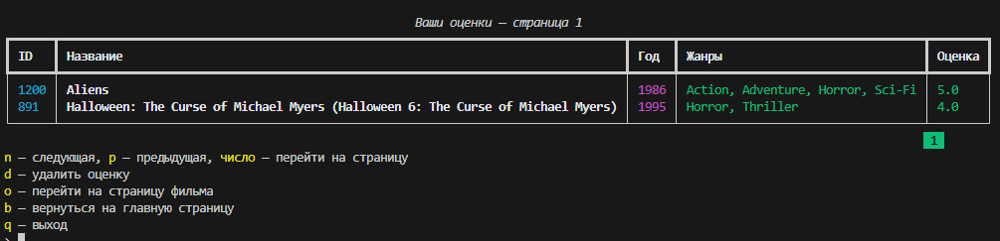 Ваши оценки — страница 1
ID Название Год Жанры Оценка
1200 Aliens 1986 Action, Adventure, Horror, Sci-Fi 5.0
891 Halloween: The Curse of Michael Myers (Halloween 6: The Curse of Michael Myers) 1995 Horror, Thriller 4.0
1
n — следующая, p — предыдущая, число — перейти на страницу
d — удалить оценку
o — перейти на страницу фильма
b — вернуться на главную страницу
q — выход
>